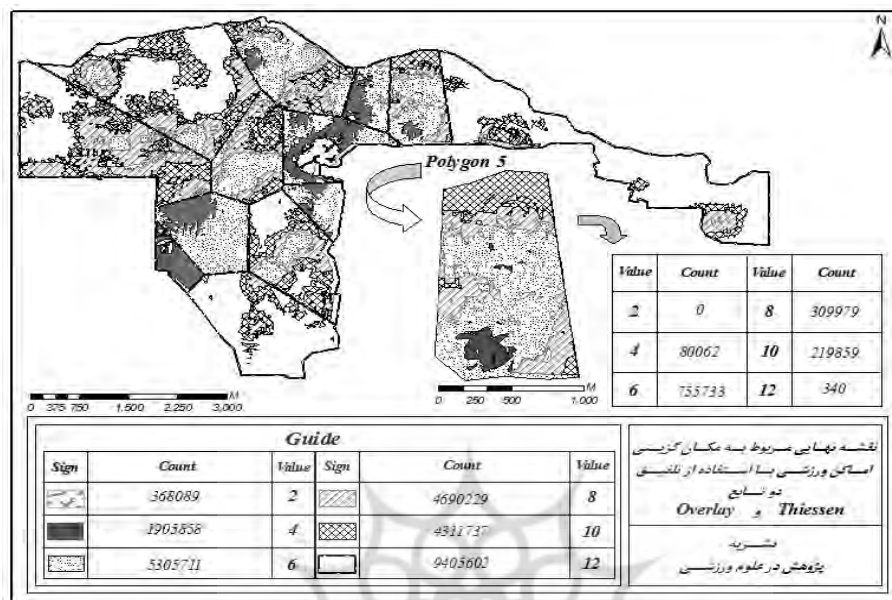 N
Polygon 5
Value Count Value Count
2 0 8 309979
4 80062 10 219859
6 755733 12 340
M
0 375 750 1,500 2,250 3,000
M
0 250 500 1,000
Guide
Sign Count Value Sign Count Value
368089 2 4690229 8
1903858 4 4311737 10
5305711 6 9403602 12
نقشه نهایی مربوط به مکان گزینی
اماکن ورزشی با استفاده از تلفیق
دو تابع
Overlay و Thiessen
نشریه
پژوهش در علوم ورزشی